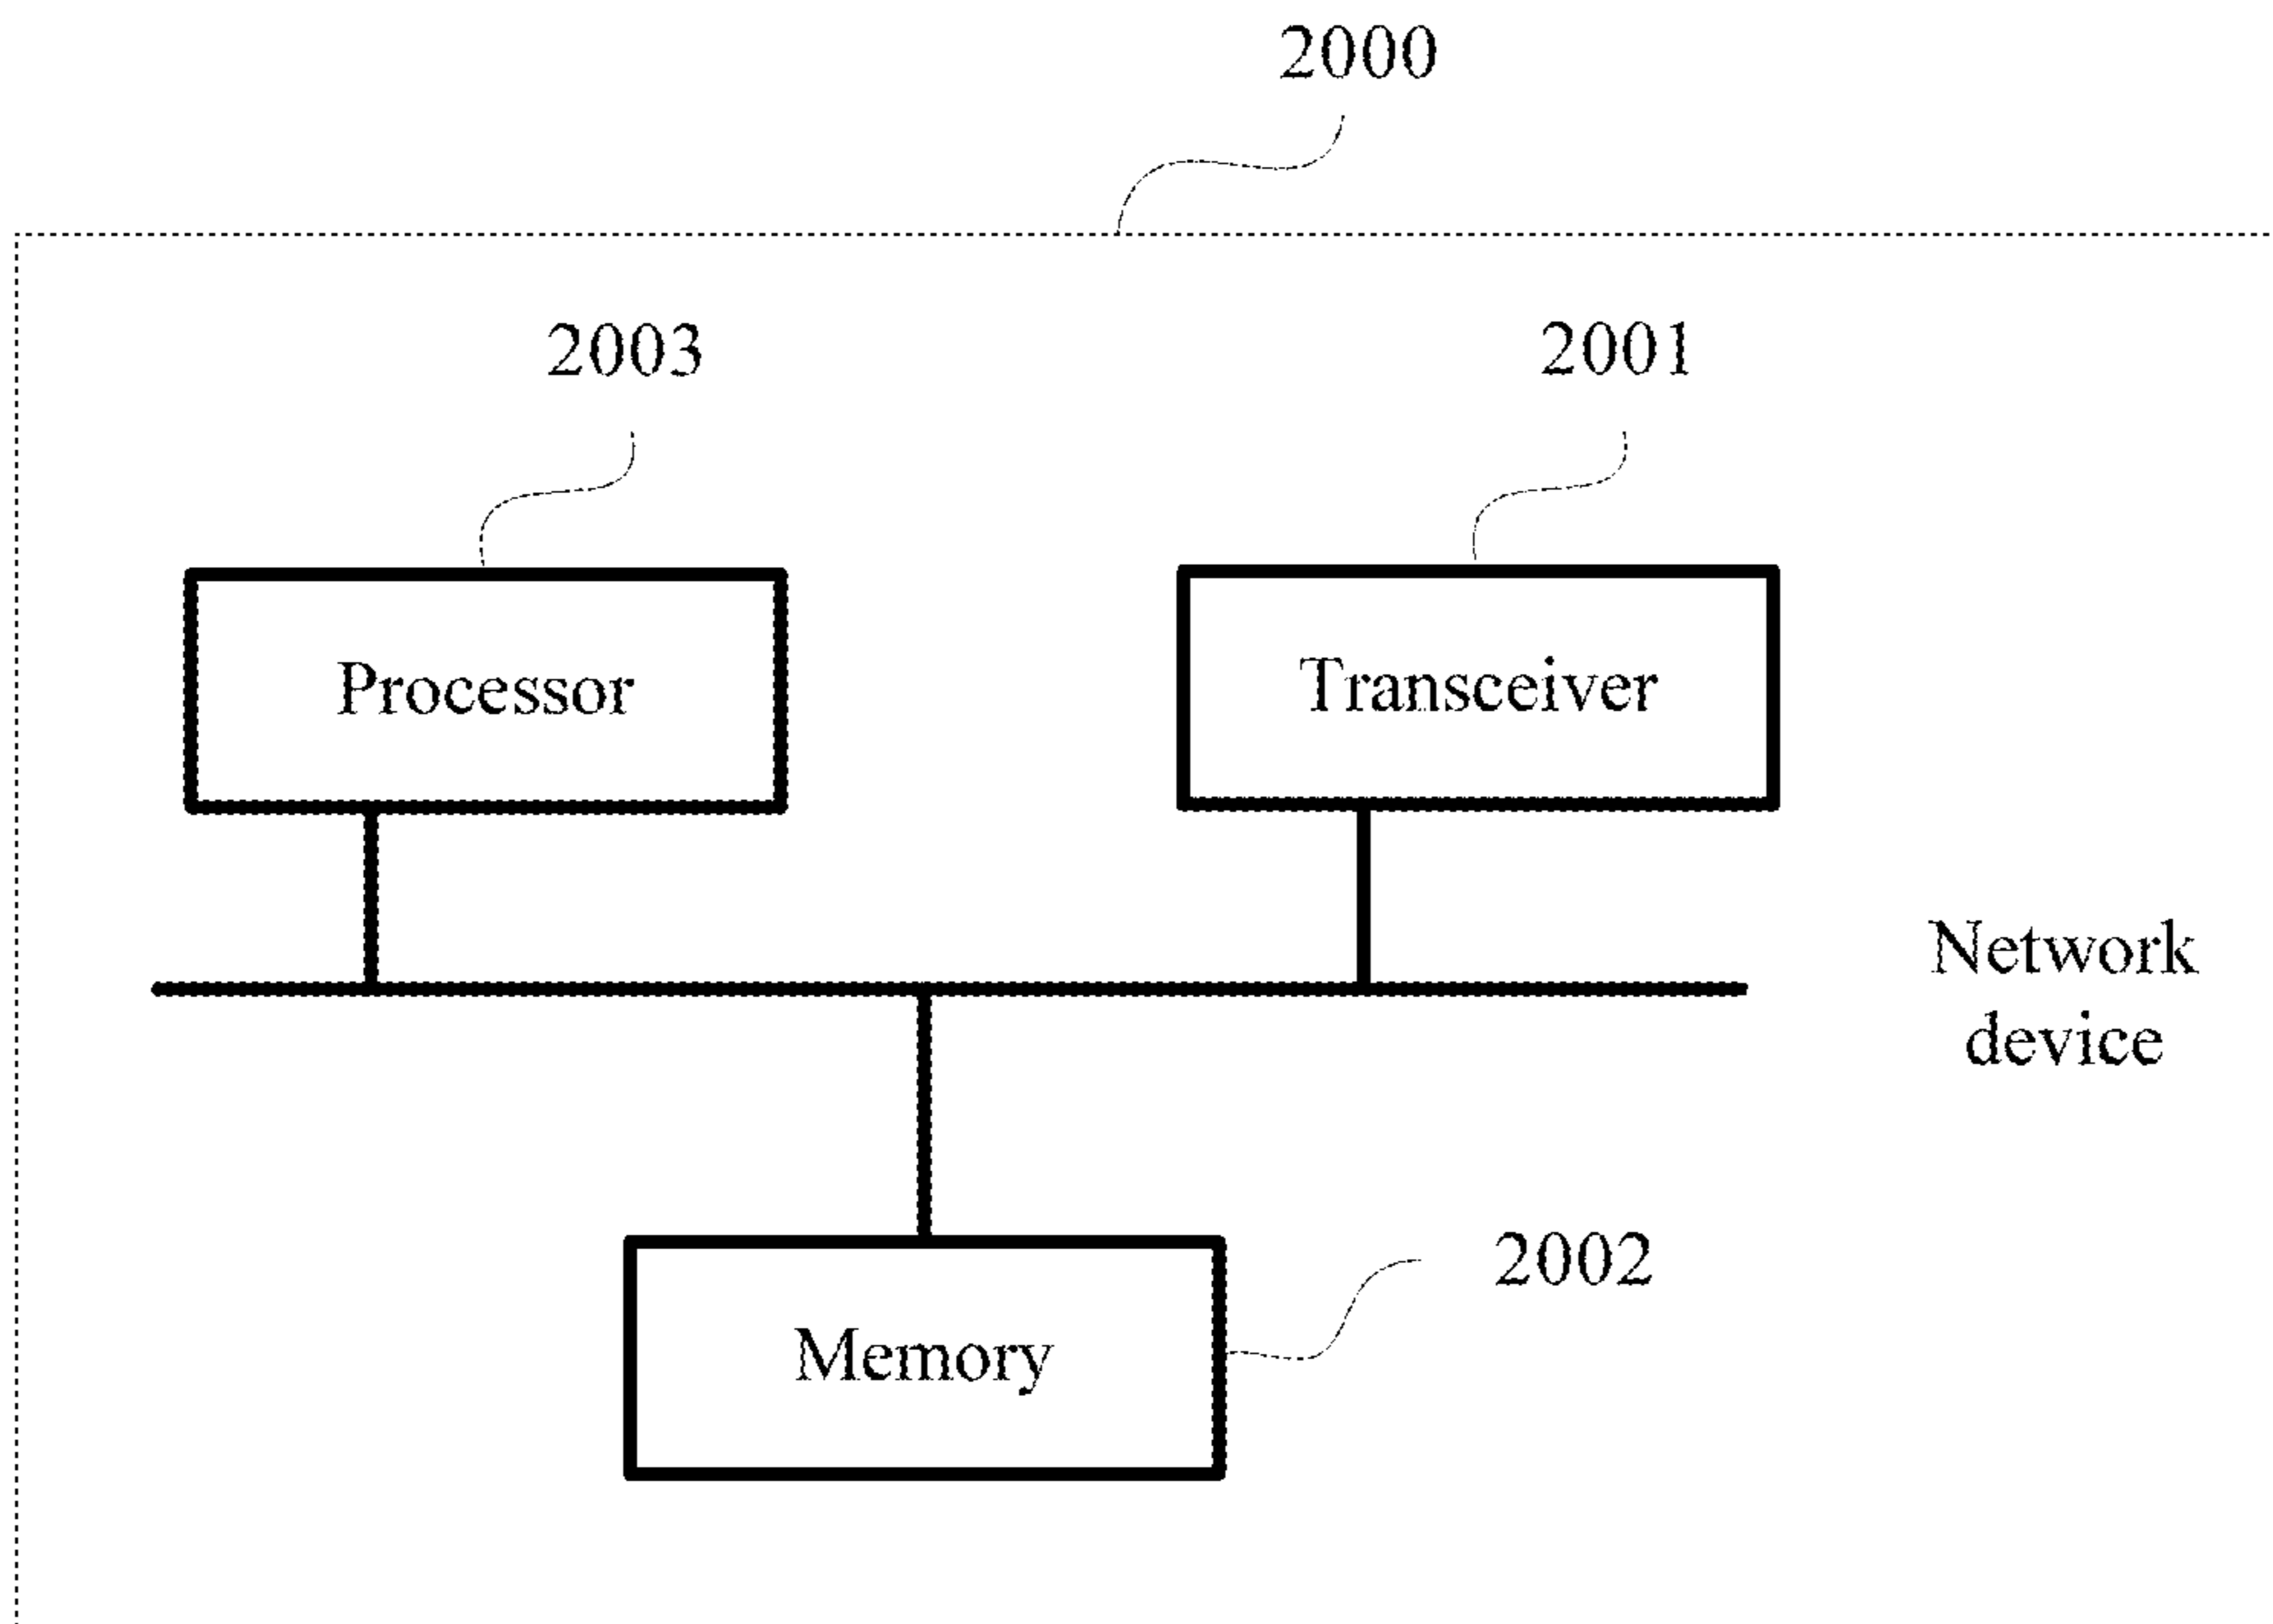 2000
2003
2001
Processor
Transceiver
Network
device
2002
Memory